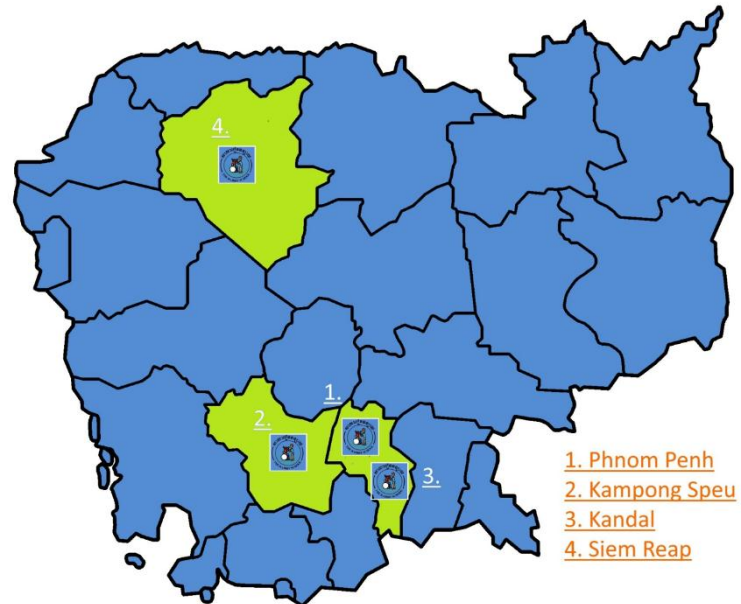 4.
1.
2.
3.
1. Phnom Penh
2. Kampong Speu
3. Kandal
4. Siem Reap